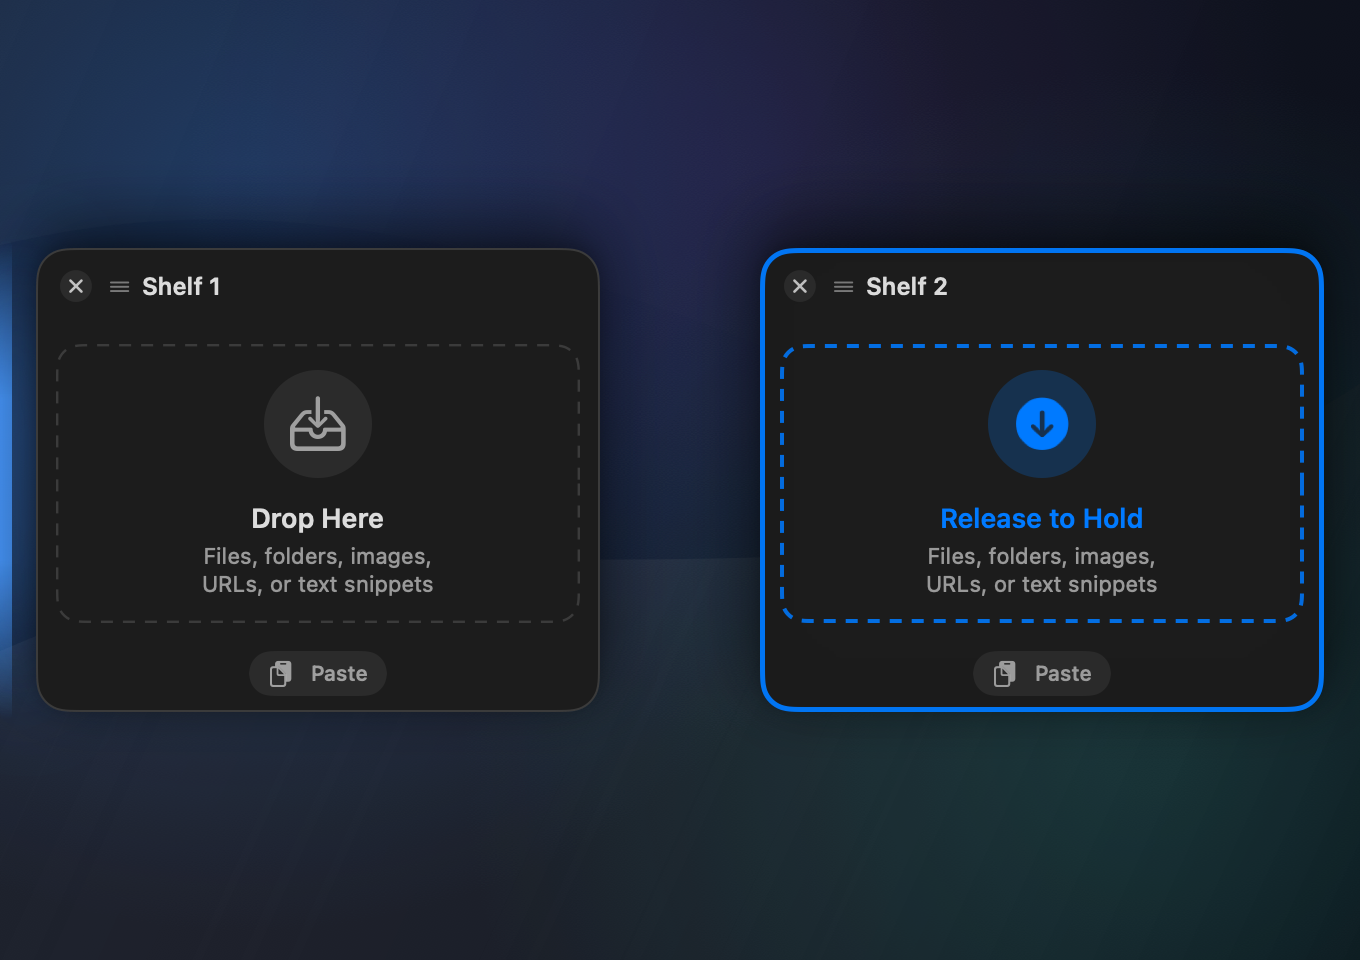 Shelf 1
Drop Here
Files, folders, images,
URLs, or text snippets
Paste
Shelf 2
Release to Hold
Files, folders, images,
URLs, or text snippets
Paste